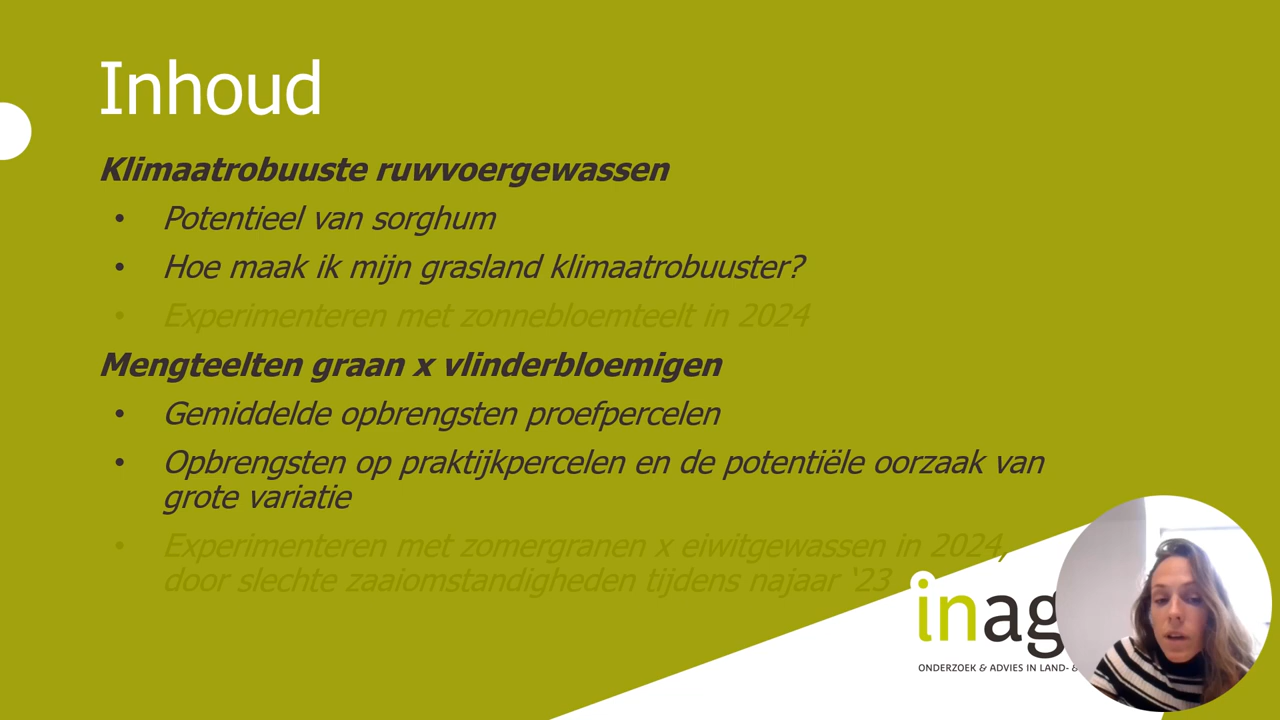 Inhoud
Klimaatrobuuste ruwvoergewassen
• Potentieel van sorghum
• Hoe maak ik mijn grasland klimaatrobuuster?
• Experimenteren met zonnebloemteelt in 2024
Mengteelten graan x vlinderbloemigen
• Gemiddelde opbrengsten proefpercelen
• Opbrengsten op praktijkpercelen en de potentiële oorzaak van
grote variatie
• Experimenteren met zomergranen x eiwitgewassen in 2024,
door slechte zaaiomstandigheden tijdens najaar ‘23
inag
ONDERZOEK & ADVIES IN LAND- &